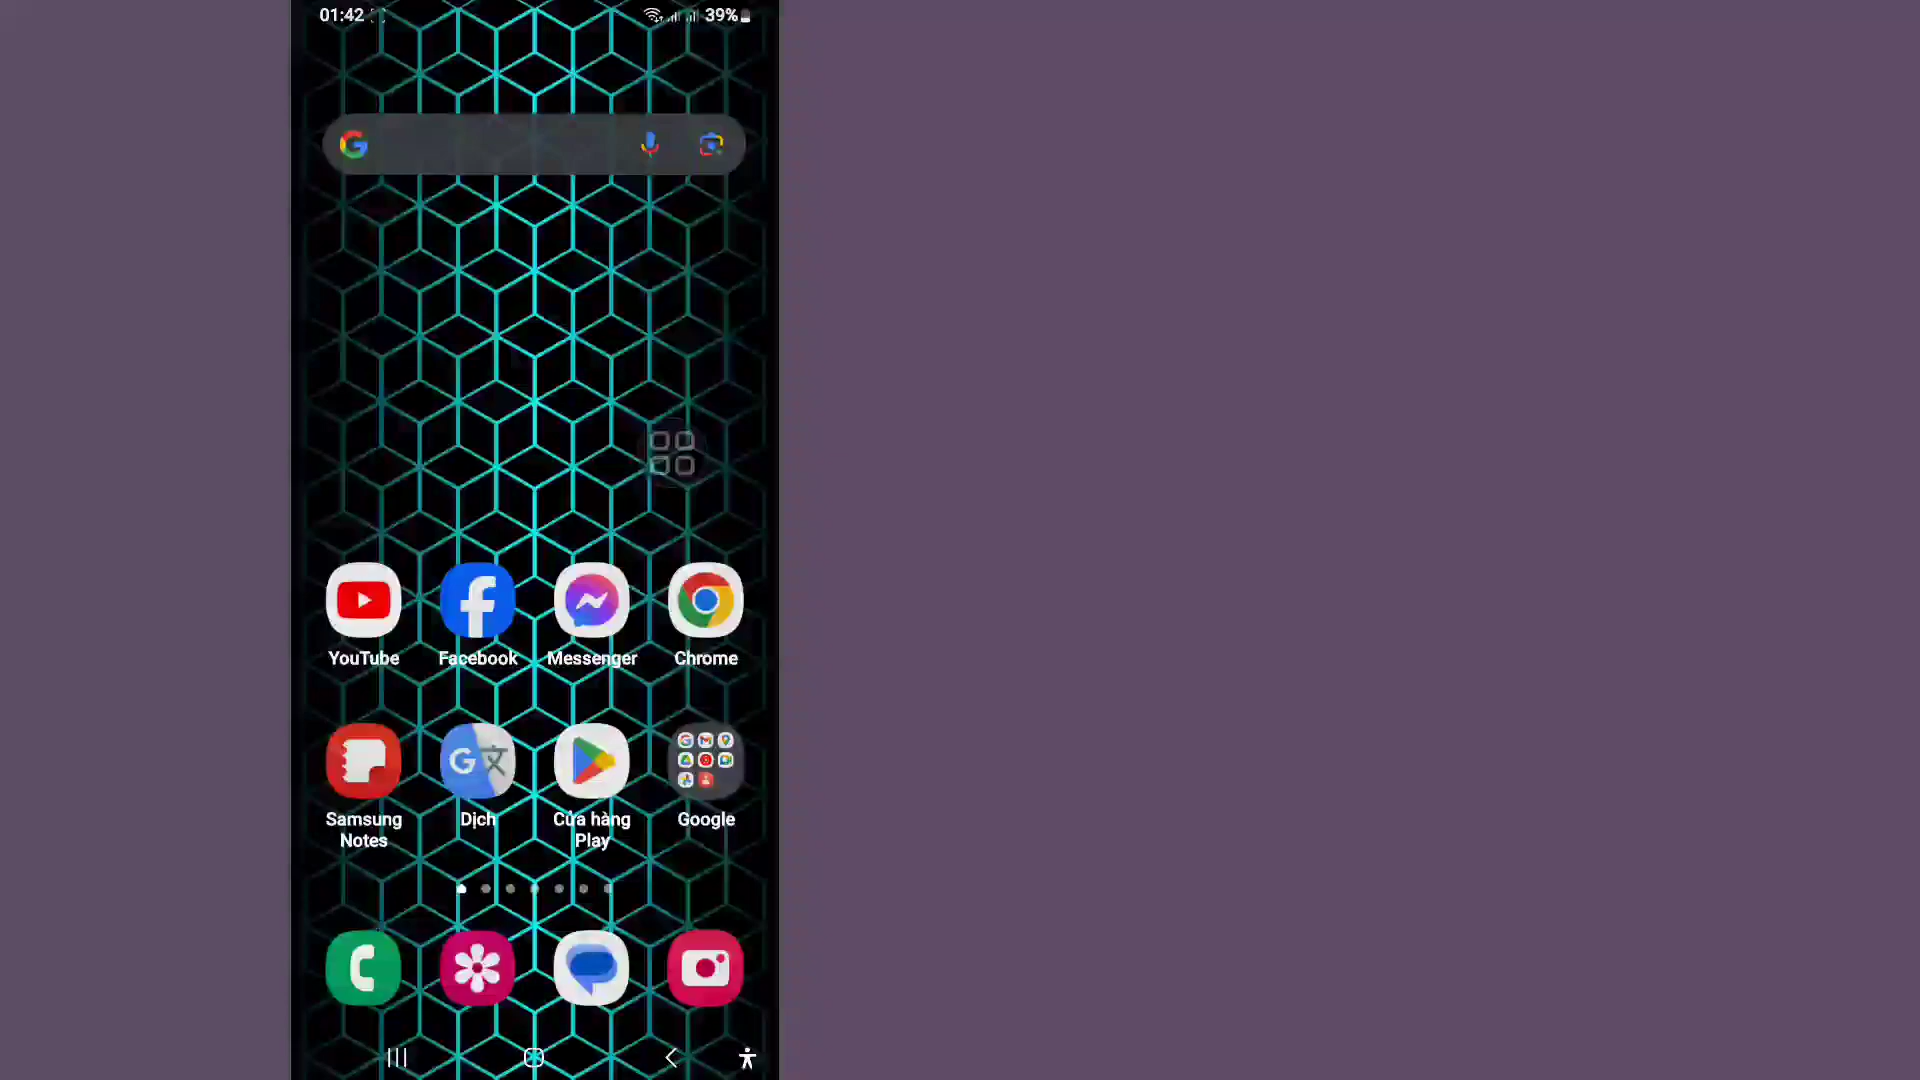 01:42 39%
YouTube Facebook Messenger Chrome
Samsung Notes Dịch Cửa hàng Play Google